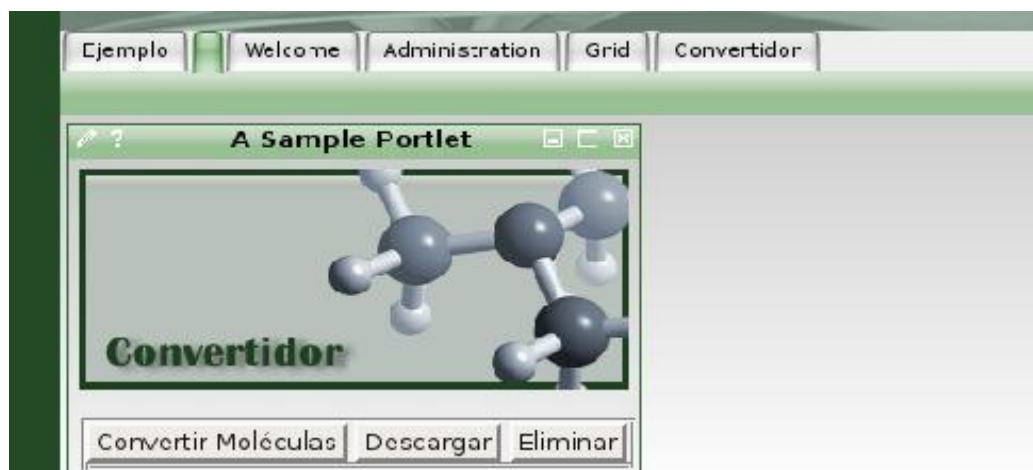 Ejemplo Welcome Administration Grid Convertidor
? A Sample Portlet
Convertidor
Convertir Moléculas Descargar Eliminar